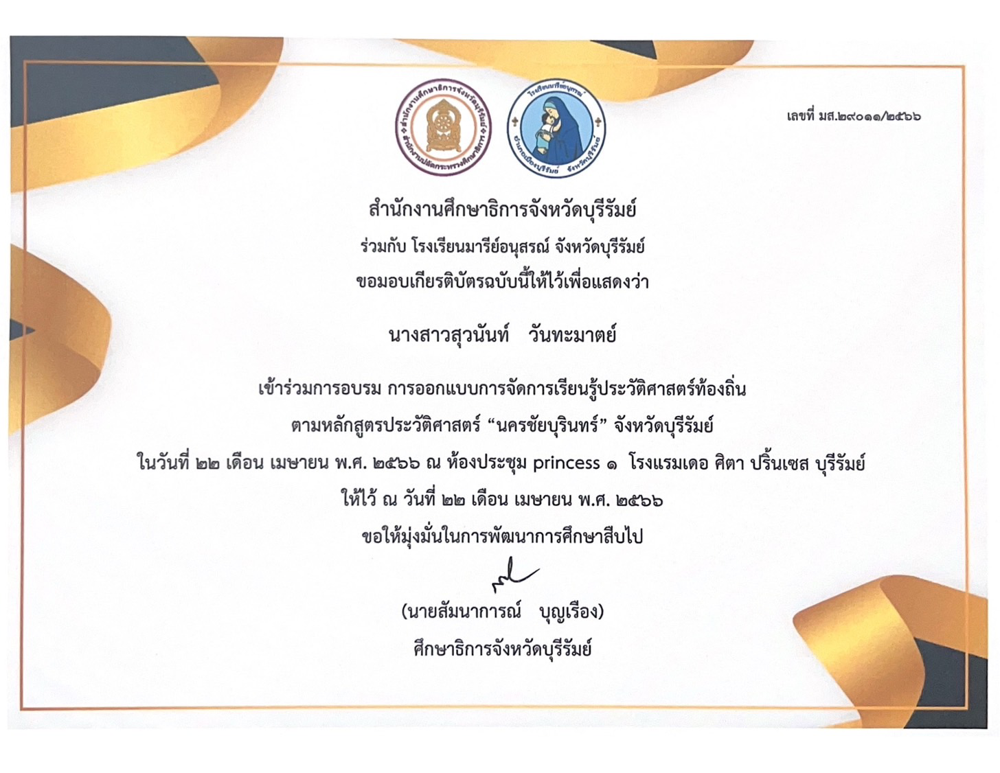 สำนักงานศึกษาธิการจังหวัดบุรีรัมย์
สำนักงานปลัดกระทรวงศึกษาธิการ
โรงเรียนมารีย์อนุสรณ์
อำเภอเมืองบุรีรัมย์ จังหวัดบุรีรัมย์
เลขที่ มส.๒๙๐๑๑/๒๕๖๖
สำนักงานศึกษาธิการจังหวัดบุรีรัมย์
ร่วมกับ โรงเรียนมารีย์อนุสรณ์ จังหวัดบุรีรัมย์
ขอมอบเกียรติบัตรฉบับนี้ให้ไว้เพื่อแสดงว่า
นางสาวสุวนันท์ วันทะมาตย์
เข้าร่วมการอบรม การออกแบบการจัดการเรียนรู้ประวัติศาสตร์ท้องถิ่น
ตามหลักสูตรประวัติศาสตร์ “นครชัยบุรินทร์” จังหวัดบุรีรัมย์
ในวันที่ ๒๒ เดือน เมษายน พ.ศ. ๒๕๖๖ ณ ห้องประชุม princess ๑ โรงแรมเดอ ศิตา ปริ้นเซส บุรีรัมย์
ให้ไว้ ณ วันที่ ๒๒ เดือน เมษายน พ.ศ. ๒๕๖๖
ขอให้มุ่งมั่นในการพัฒนาการศึกษาสืบไป
(นายสัมนาการณ์ บุญเรือง)
ศึกษาธิการจังหวัดบุรีรัมย์